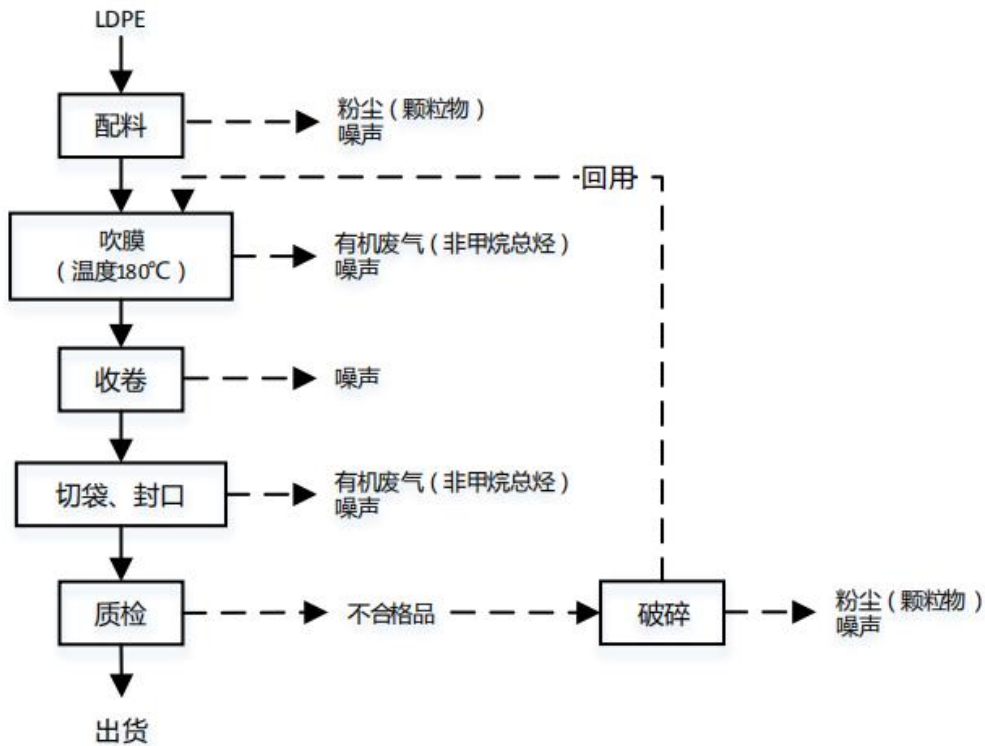 LDPE
配料
粉尘（颗粒物）
噪声
回用
吹膜
（温度180℃）
有机废气（非甲烷总烃）
噪声
收卷
噪声
切袋、封口
有机废气（非甲烷总烃）
噪声
质检
不合格品
破碎
粉尘（颗粒物）
噪声
出货